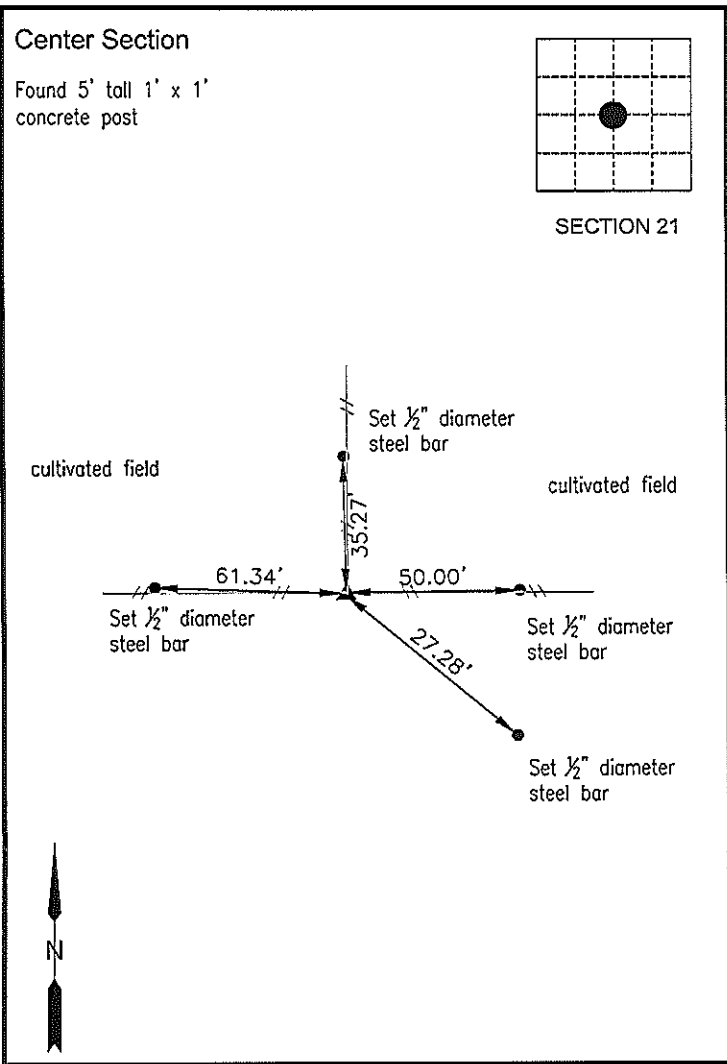 Center Section
Found 5' tall 1' x 1'
concrete post
SECTION 21
Set ½" diameter
steel bar
cultivated field
cultivated field
35.27'
61.34'
50.00'
Set ½" diameter
steel bar
Set ½" diameter
steel bar
27.28'
Set ½" diameter
steel bar
N